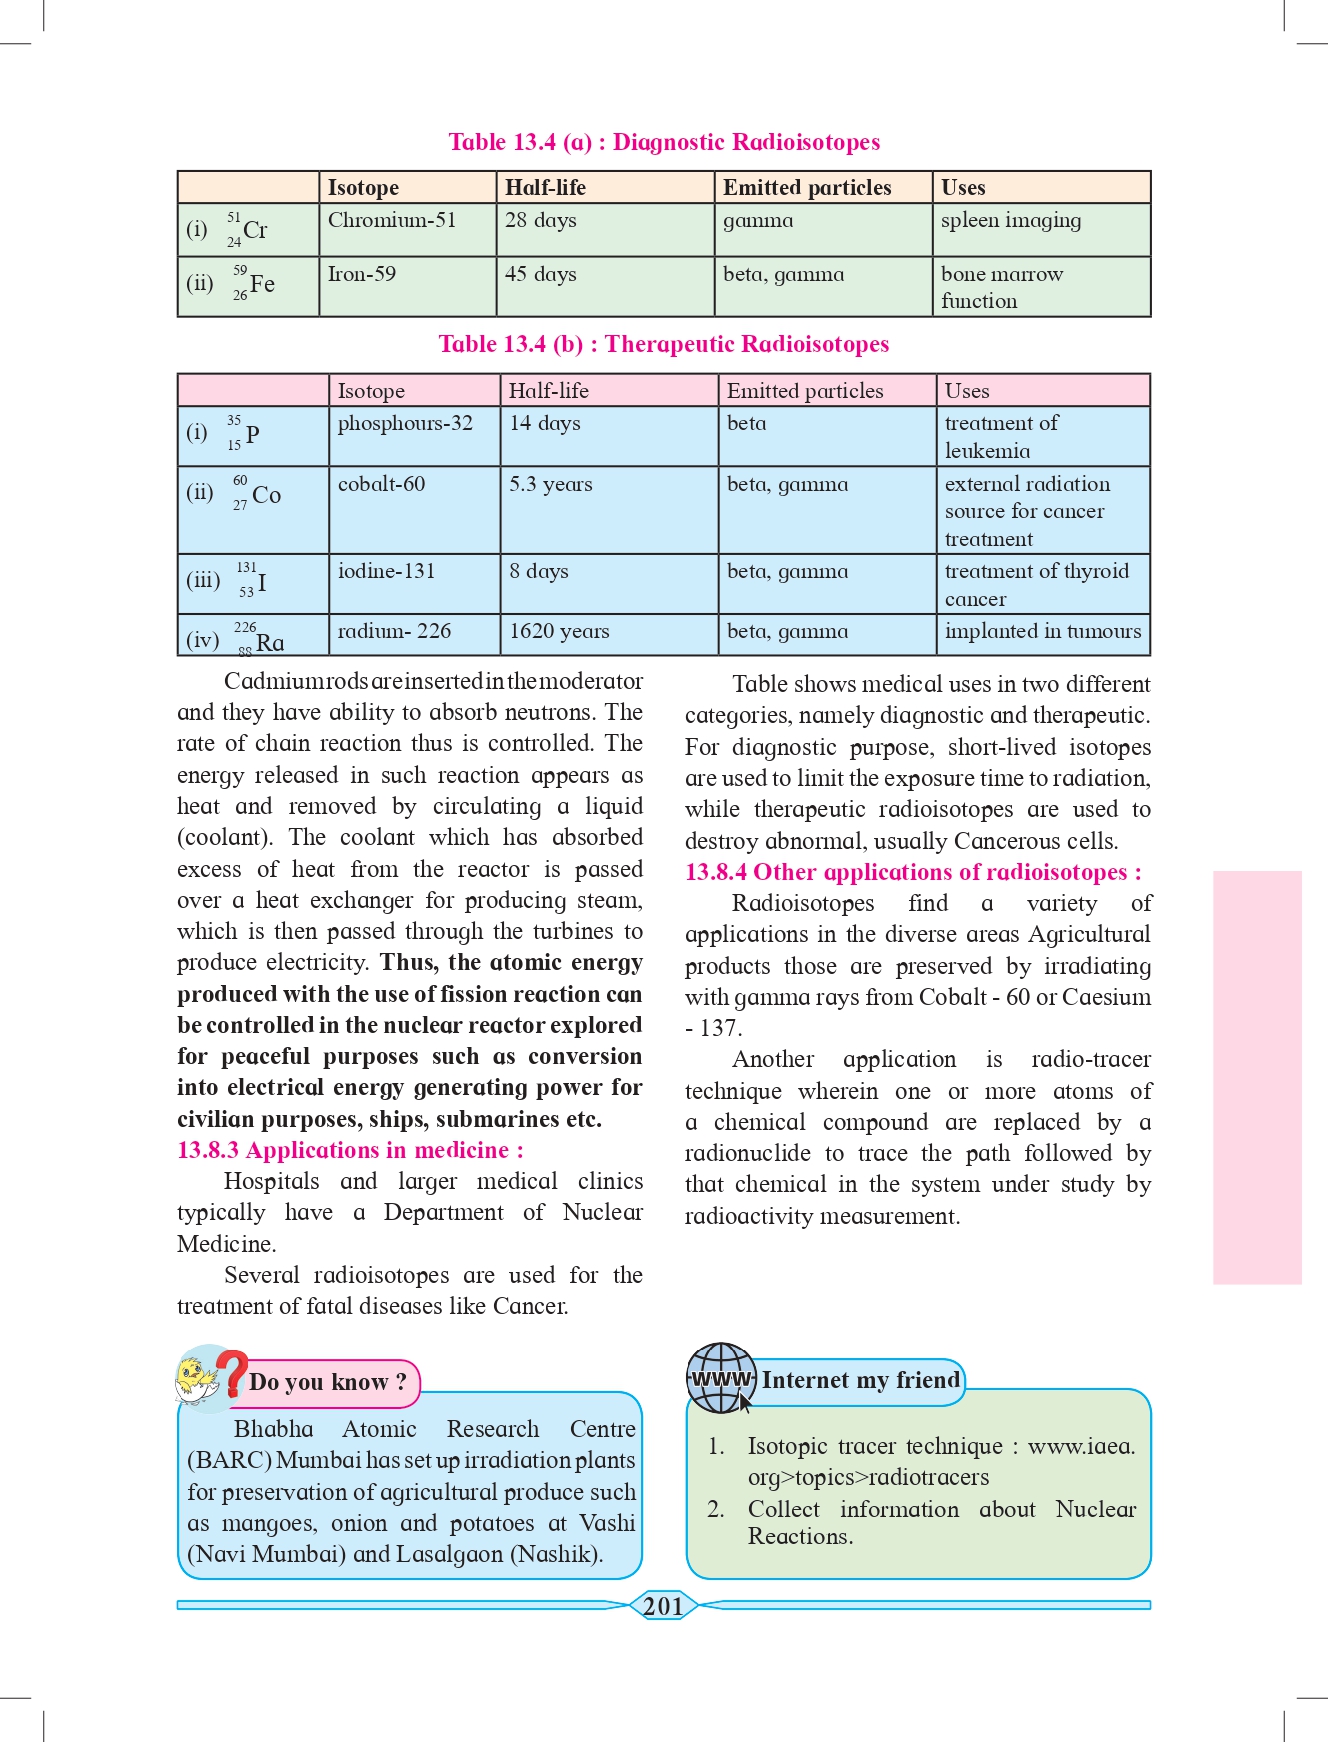 Table 13.4 (a) : Diagnostic Radioisotopes
Isotope Half-life Emitted particles Uses
(i) 51 24 Cr Chromium-51 28 days gamma spleen imaging
(ii) 59 26 Fe Iron-59 45 days beta, gamma bone marrow
function
Table 13.4 (b) : Therapeutic Radioisotopes
Isotope Half-life Emitted particles Uses
(i) 35 15 P phosphours-32 14 days beta treatment of
leukemia
(ii) 60 27 Co cobalt-60 5.3 years beta, gamma external radiation
source for cancer
treatment
(iii) 131 53 I iodine-131 8 days beta, gamma treatment of thyroid
cancer
(iv) 226 88 Ra radium- 226 1620 years beta, gamma implanted in tumours
Cadmium rods are inserted in the moderator
and they have ability to absorb neutrons. The
rate of chain reaction thus is controlled. The
energy released in such reaction appears as
heat and removed by circulating a liquid
(coolant). The coolant which has absorbed
excess of heat from the reactor is passed
over a heat exchanger for producing steam,
which is then passed through the turbines to
produce electricity. Thus, the atomic energy
produced with the use of fission reaction can
be controlled in the nuclear reactor explored
for peaceful purposes such as conversion
into electrical energy generating power for
civilian purposes, ships, submarines etc.
13.8.3 Applications in medicine :
Hospitals and larger medical clinics
typically have a Department of Nuclear
Medicine.
Several radioisotopes are used for the
treatment of fatal diseases like Cancer.
Table shows medical uses in two different
categories, namely diagnostic and therapeutic.
For diagnostic purpose, short-lived isotopes
are used to limit the exposure time to radiation,
while therapeutic radioisotopes are used to
destroy abnormal, usually Cancerous cells.
13.8.4 Other applications of radioisotopes :
Radioisotopes find a variety of
applications in the diverse areas Agricultural
products those are preserved by irradiating
with gamma rays from Cobalt - 60 or Caesium
- 137.
Another application is radio-tracer
technique wherein one or more atoms of
a chemical compound are replaced by a
radionuclide to trace the path followed by
that chemical in the system under study by
radioactivity measurement.
? Do you know ?
Bhabha Atomic Research Centre
(BARC) Mumbai has set up irradiation plants
for preservation of agricultural produce such
as mangoes, onion and potatoes at Vashi
(Navi Mumbai) and Lasalgaon (Nashik).
www Internet my friend
1. Isotopic tracer technique : www.iaea.
org>topics>radiotracers
2. Collect information about Nuclear
Reactions.
201